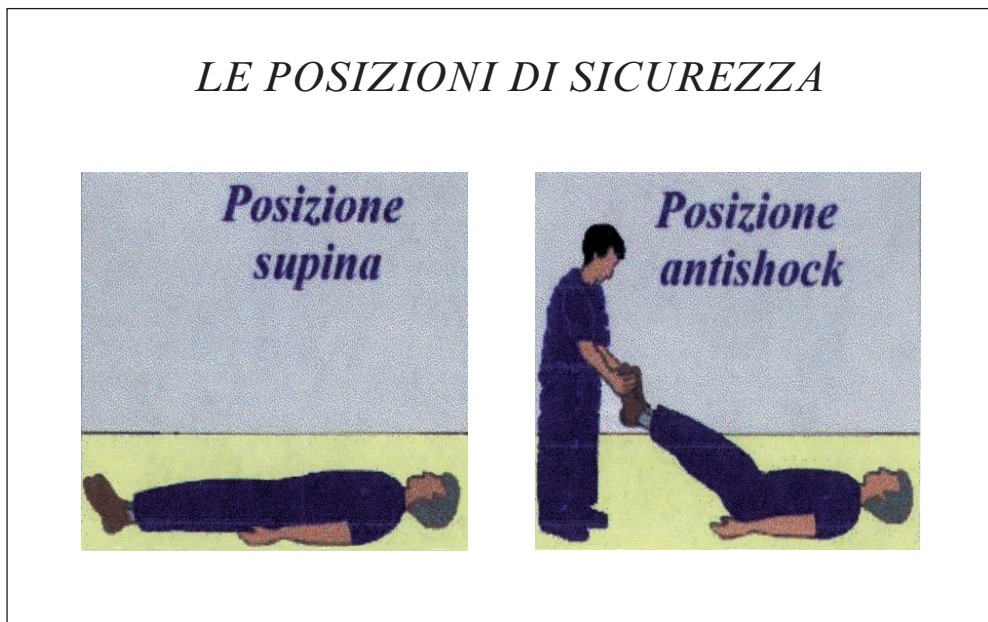 LE POSIZIONI DI SICUREZZA
Posizione
supina
Posizione
antishock